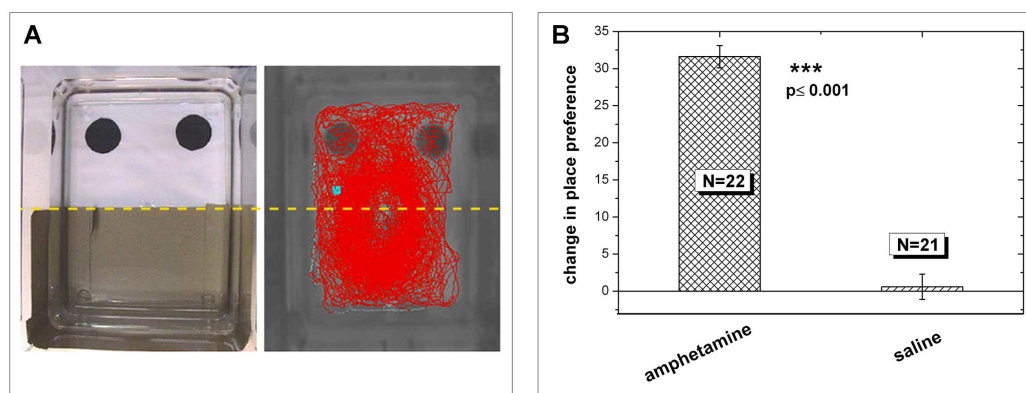 A
B
change in place preference
35
30
25
20
15
10
5
0
***
p≤ 0.001
N=22
N=21
amphetamine
saline